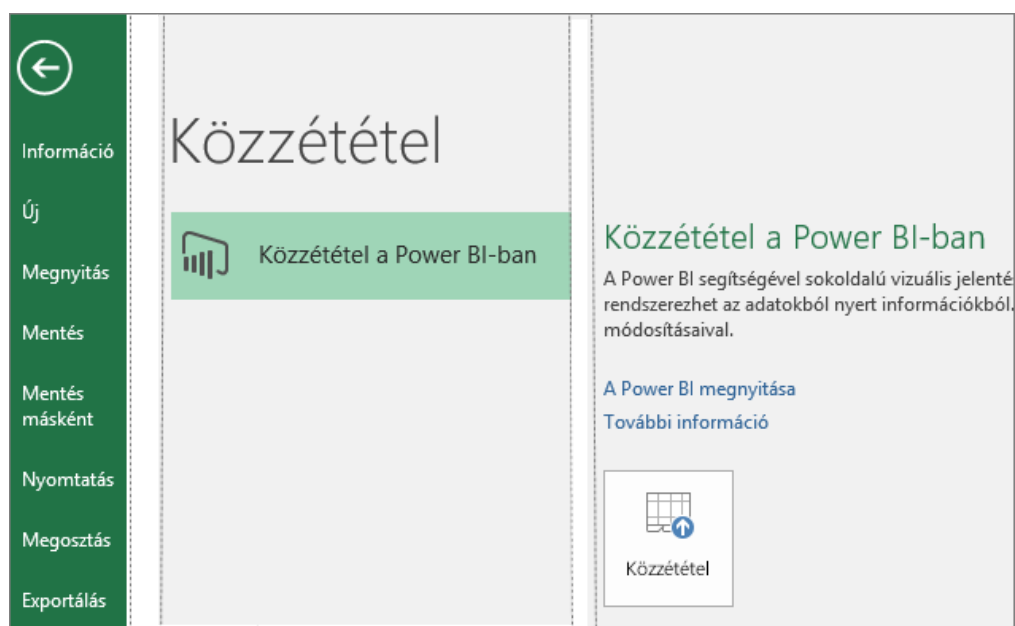 Információ
Új
Megnyitás
Mentés
Mentés
másként
Nyomtatás
Megosztás
Exportálás
Közzététel
Közzététel a Power BI-ban
Közzététel a Power BI-ban
A Power BI segítségével sokoldalú vizuális
rendszerezhet az adatokból nyert információkból.
módosításaival.
A Power BI megnyitása
További információ
Közzététel